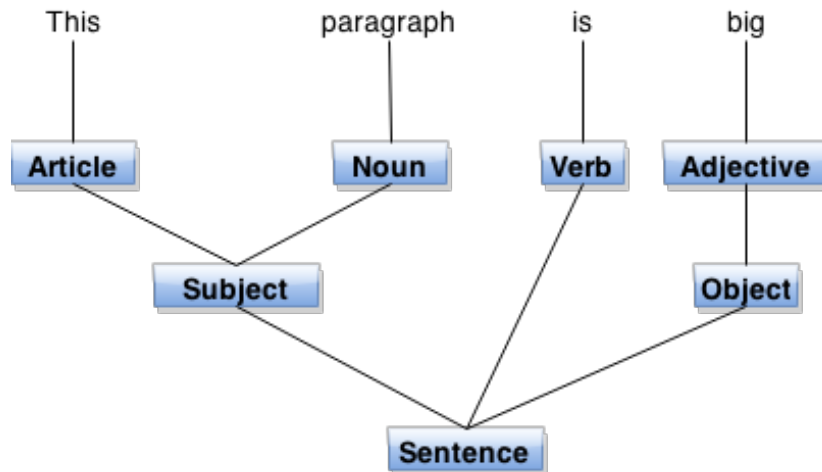 This paragraph is big
Article Noun Verb Adjective
Subject Object
Sentence